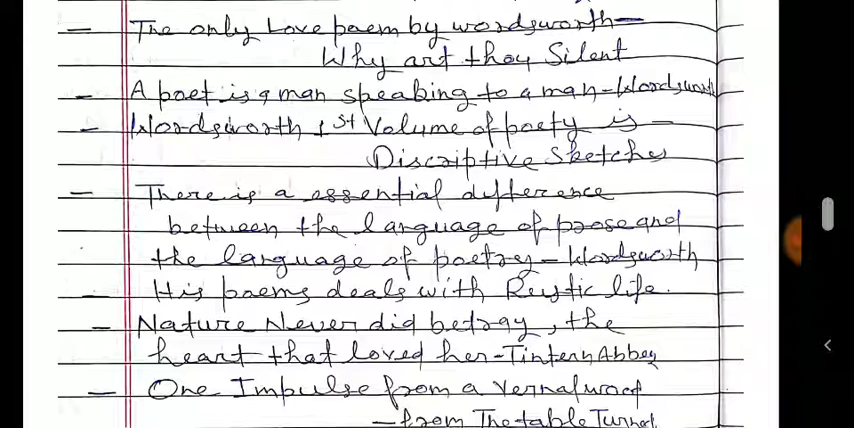 — The only Love poem by wordsworth—
Why art thoy Silent
- A poet is a man speaking to a man - Wordsworth
- Wordsworth 1st Volume of poety is —
Discriptive Sketches
— There is a essential difference
between the language of prose and
the language of poetry - Wordsworth
— His poems deals with Reustic life.
- Nature Never did betray, the
heart that loved her - Tintern Abbey
— One Impulse from a vernal wood
— from The table Turned